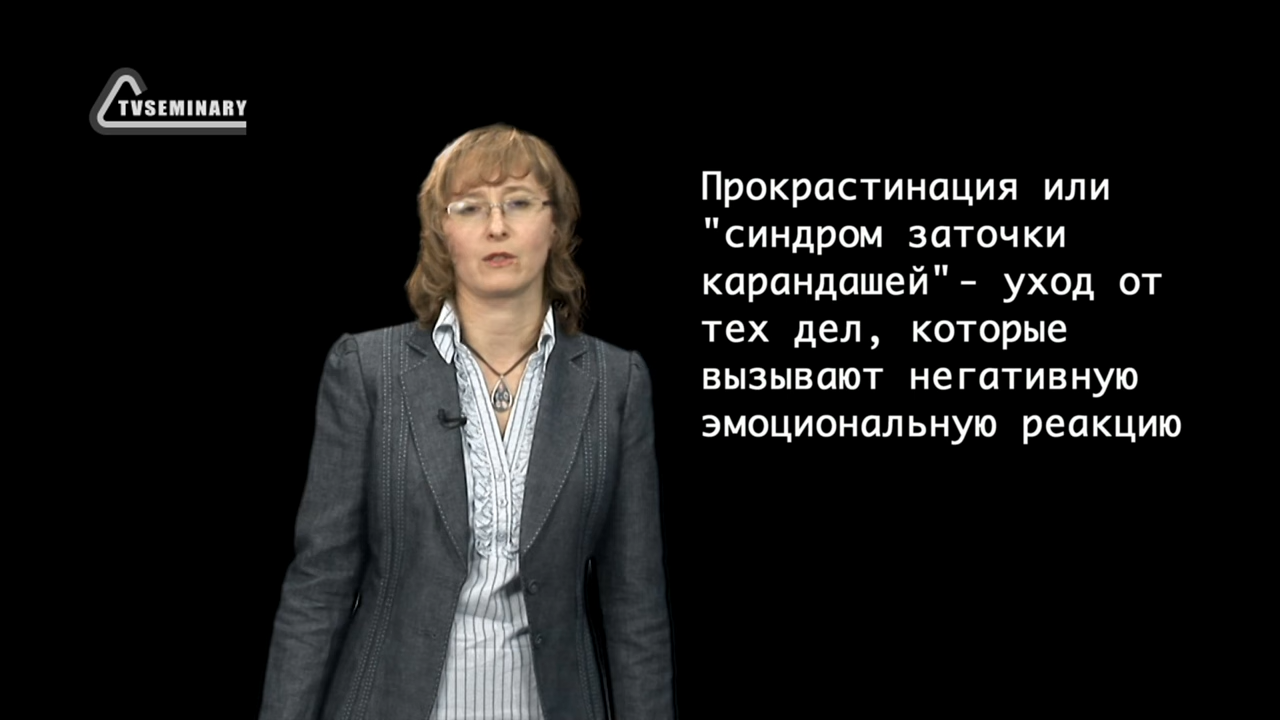 TVSEMINARY
Прокрастинация или
"синдром заточки
карандашей"- уход от
тех дел, которые
вызывают негативную
эмоциональную реакцию